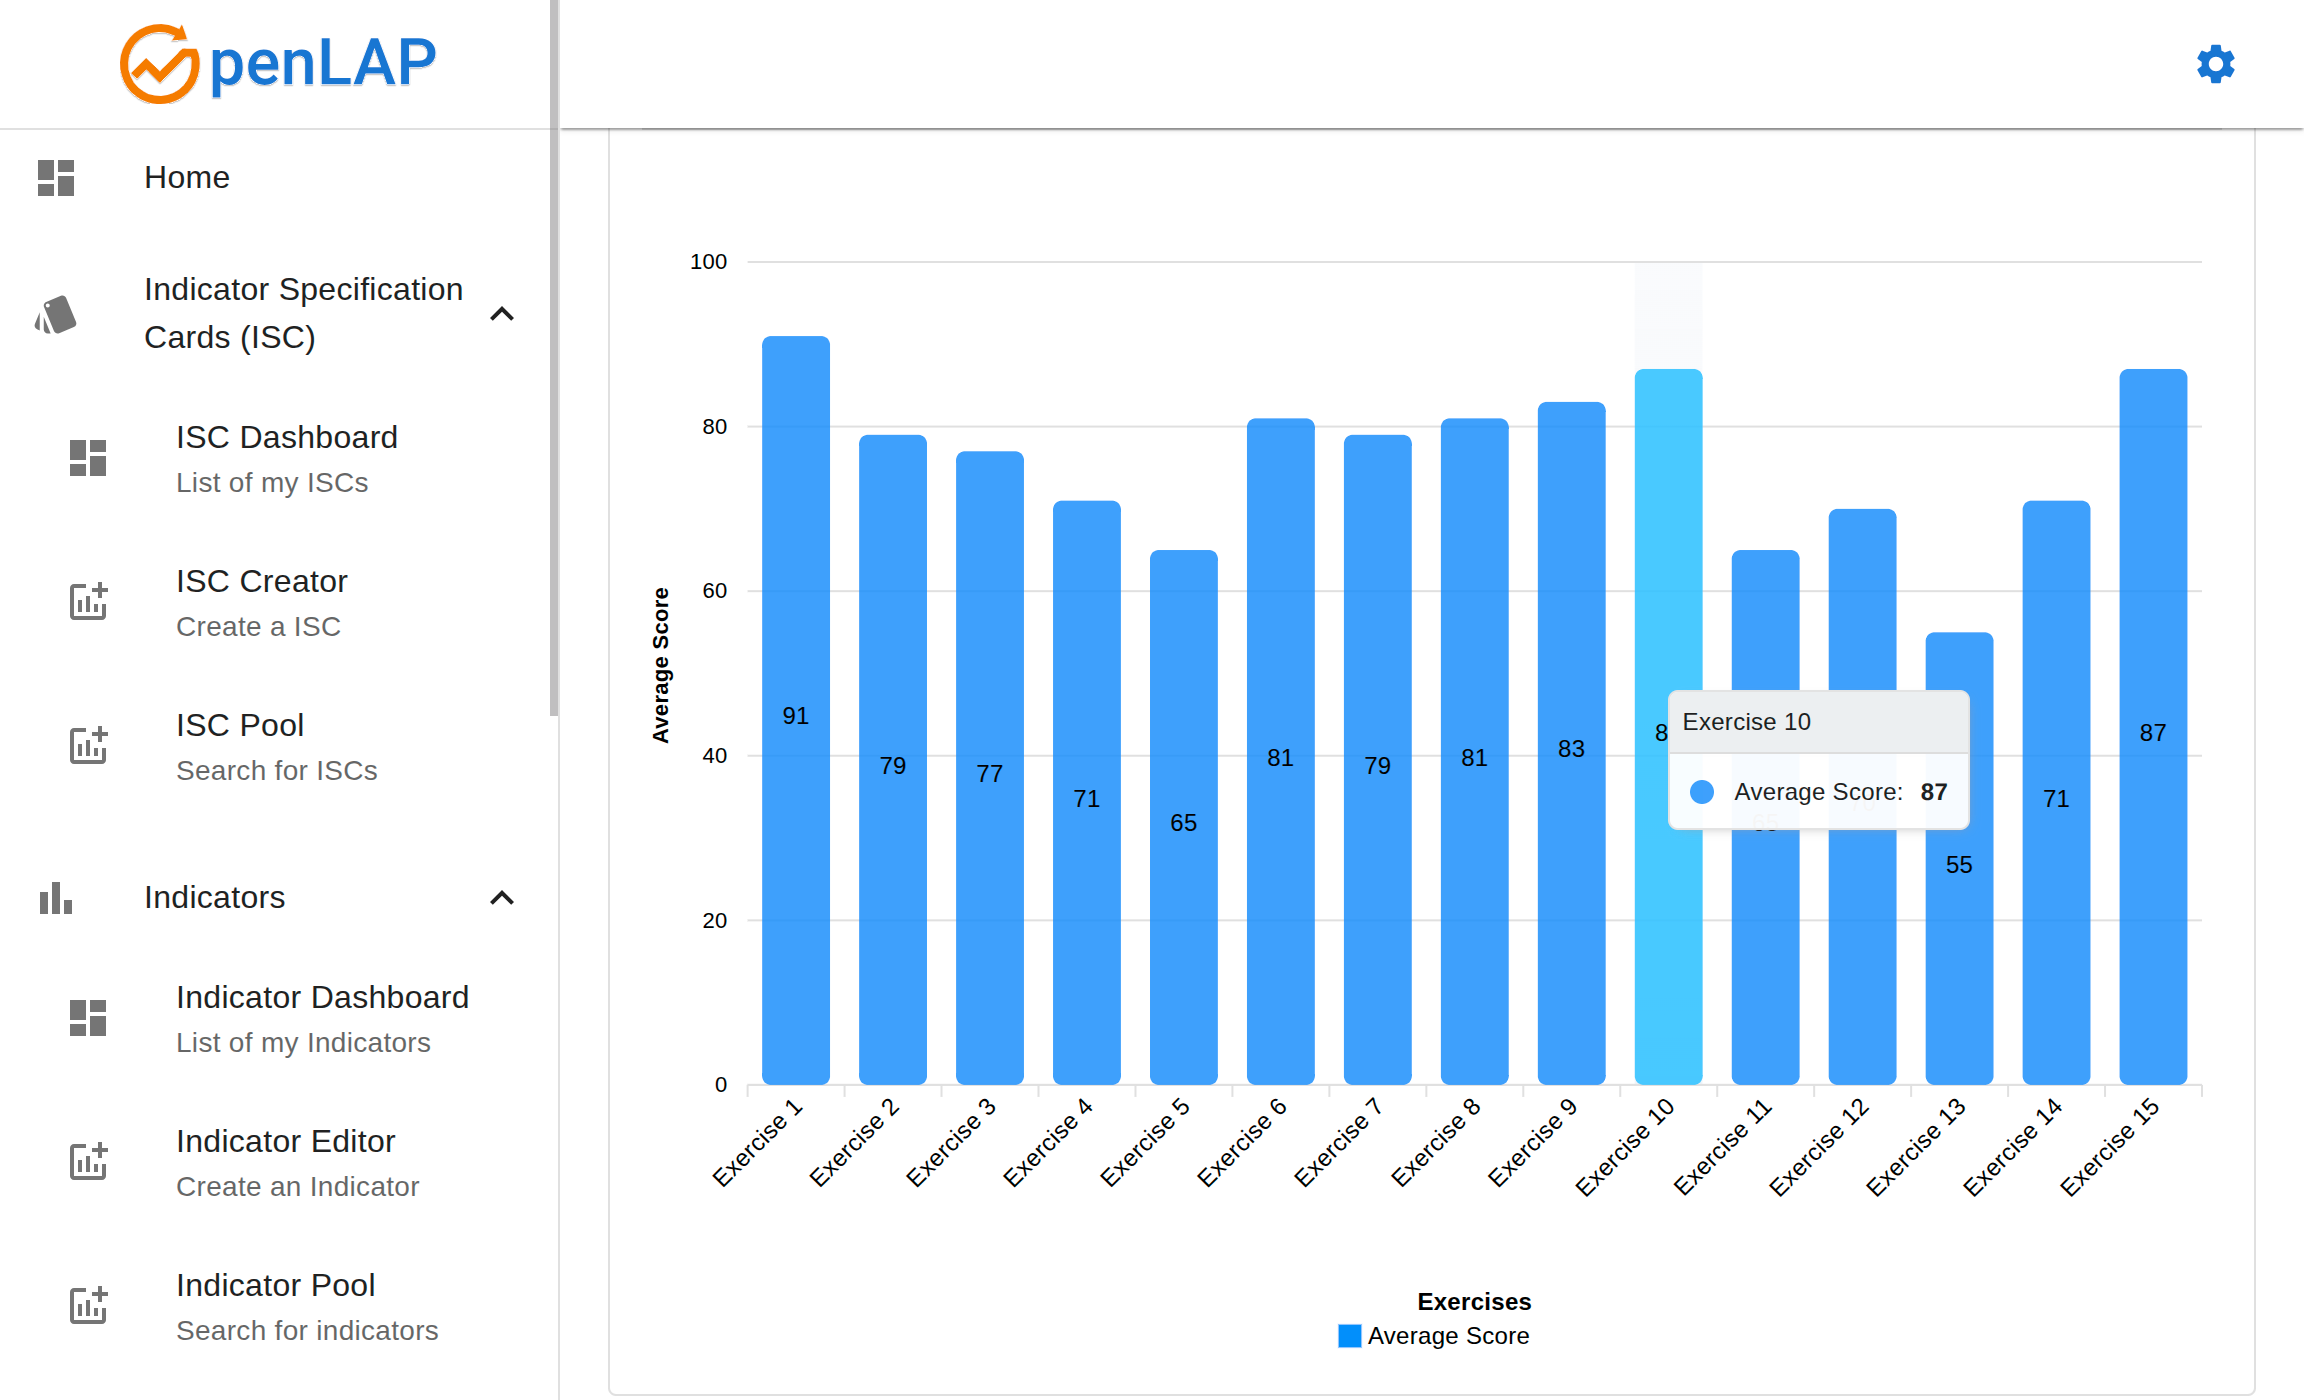 penLAP
Home
Indicator Specification
Cards (ISC)
ISC Dashboard
List of my ISCs
ISC Creator
Create a ISC
ISC Pool
Search for ISCs
Indicators
Indicator Dashboard
List of my Indicators
Indicator Editor
Create an Indicator
Indicator Pool
Search for indicators
Average Score
100
80
60
40
20
0
91
79
77
71
65
81
79
81
83
8
65
55
71
87
Exercise 10
Average Score: 87
Exercise 1
Exercise 2
Exercise 3
Exercise 4
Exercise 5
Exercise 6
Exercise 7
Exercise 8
Exercise 9
Exercise 10
Exercise 11
Exercise 12
Exercise 13
Exercise 14
Exercise 15
Exercises
Average Score